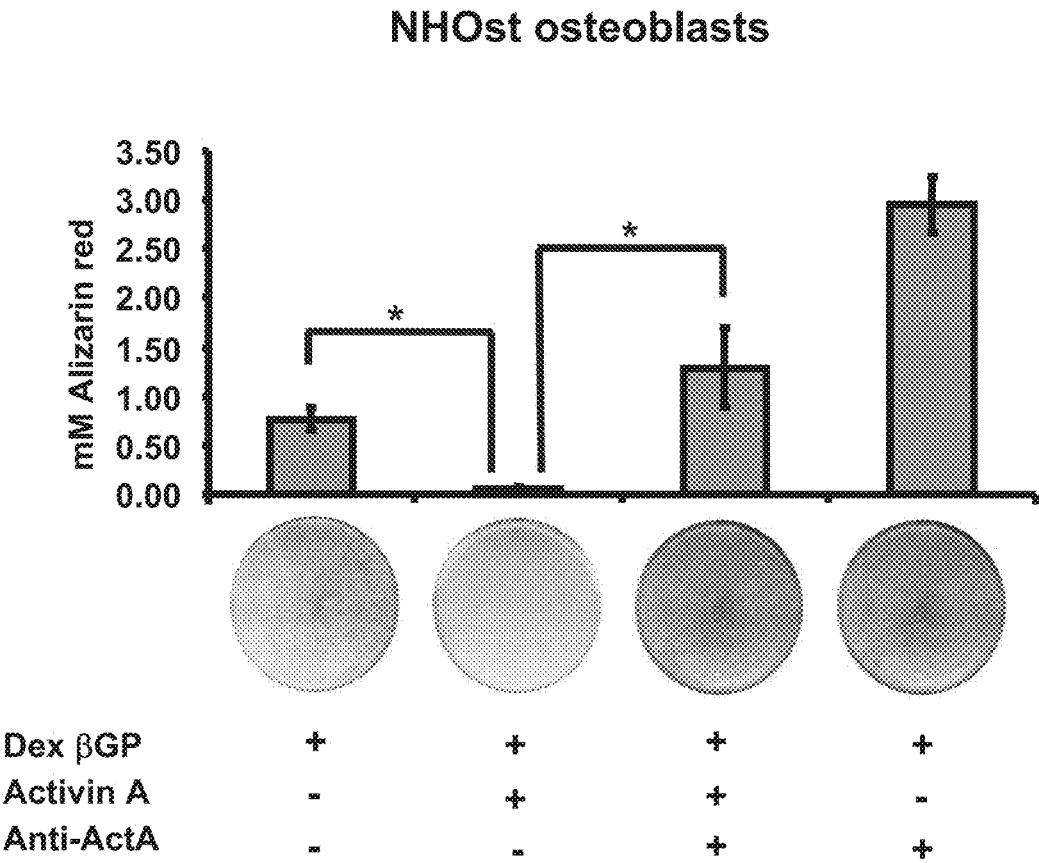 NHOst osteoblasts
mM Alizarin red
3.50
3.00
2.50
2.00
1.50
1.00
0.50
0.00
*
*
Dex βGP + + + +
Activin A - + + -
Anti-ActA - - + +